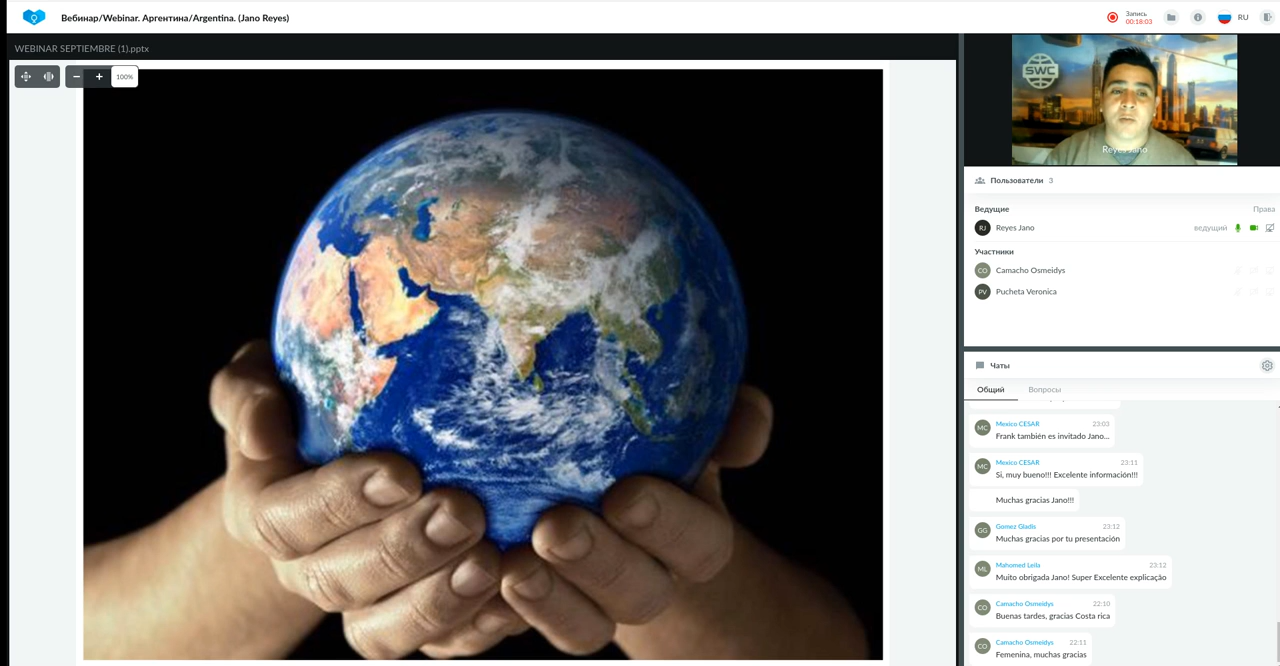 Вебинар/Webinar. Аргентина/Argentina. (Jano Reyes)
Запись
00:18:03
RU
WEBINAR SEPTIEMBRE (1).pptx
100%
SWC
Reyes Jano
Пользователи 3
Ведущие Права
RJ Reyes Jano ведущий
Участники
CO Camacho Osmeidys
PV Pucheta Veronica
Чаты
Общий Вопросы
MC Mexico CESAR 23:03
Frank también es invitado Jano...
MC Mexico CESAR 23:11
Si, muy bueno!!! Excelente información!!!
Muchas gracias Jano!!!
GG Gomez Gladis 23:12
Muchas gracias por tu presentación
ML Mahomed Leila 23:12
Muito obrigada Jano! Super Excelente explicação
CO Camacho Osmeidys 22:10
Buenas tardes, gracias Costa rica
CO Camacho Osmeidys 22:11
Femenina, muchas gracias